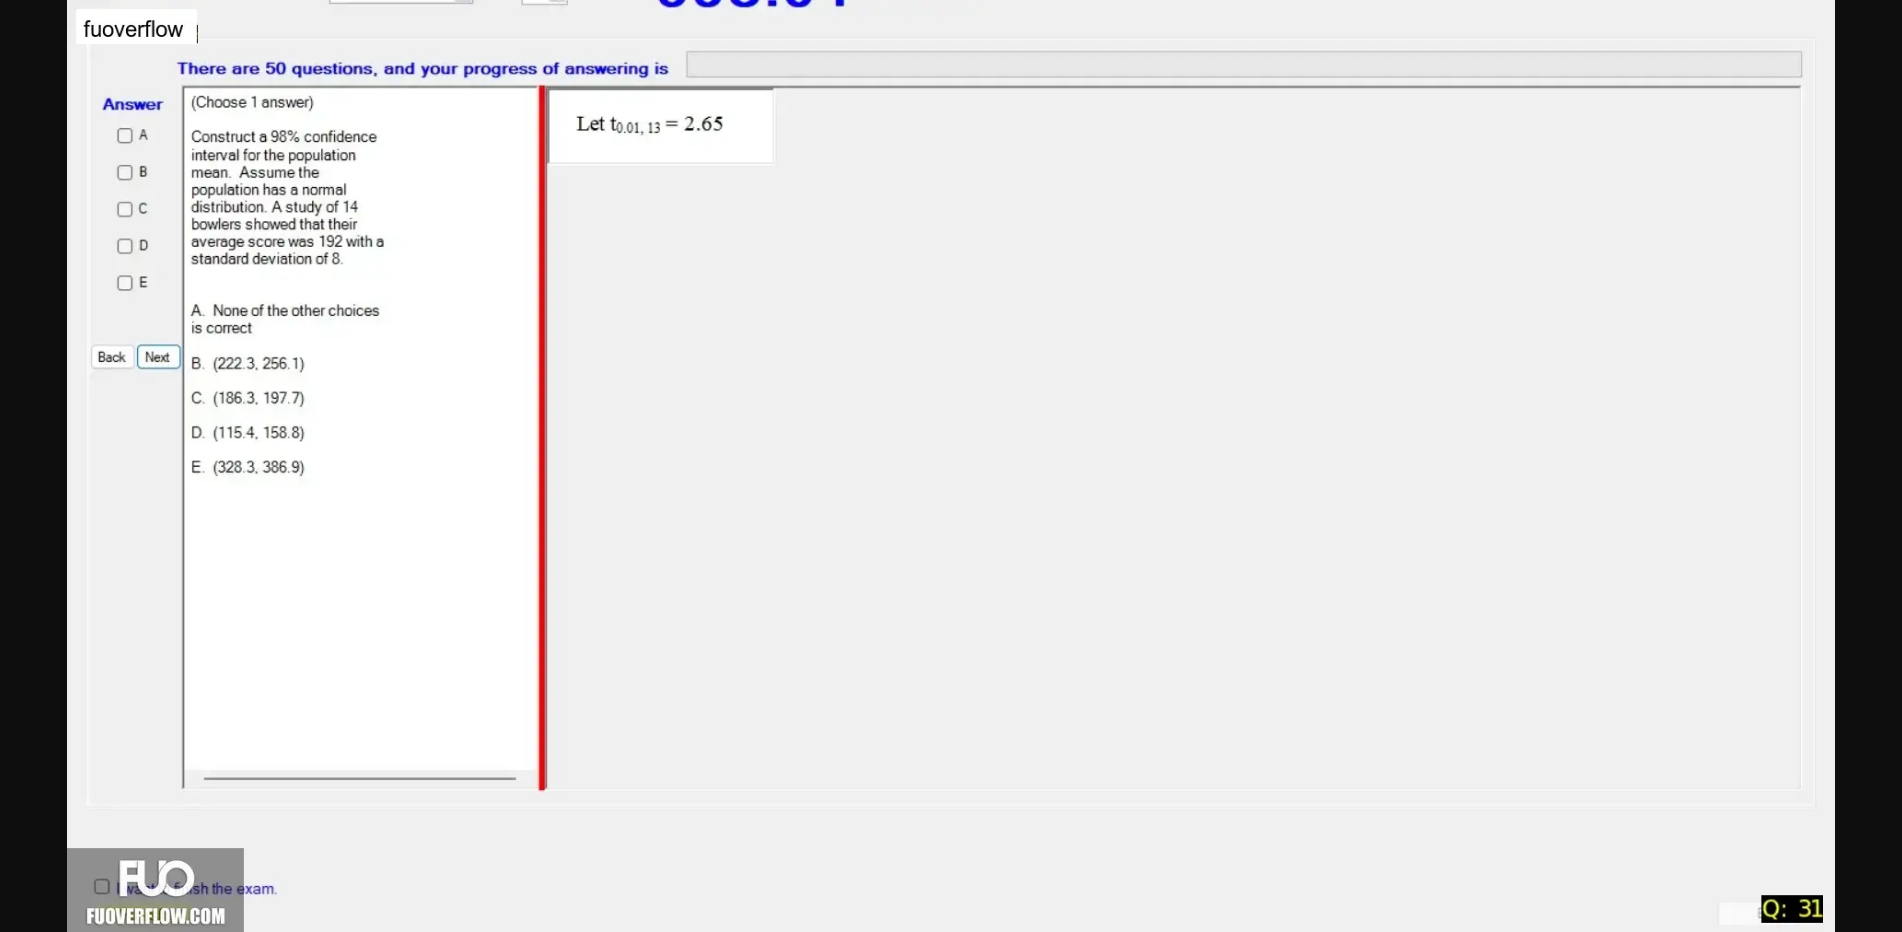 fuoverflow
There are 50 questions, and your progress of answering is
Answer
A
B
C
D
E
Back
Next
(Choose 1 answer)
Construct a 98% confidence
interval for the population
mean. Assume the
population has a normal
distribution. A study of 14
bowlers showed that their
average score was 192 with a
standard deviation of 8.
A. None of the other choices
is correct
B. (222.3, 256.1)
C. (186.3, 197.7)
D. (115.4, 158.8)
E. (328.3, 386.9)
Let t0.01, 13 = 2.65
FUO
sh the exam.
FUOVERFLOW.COM
Q: 31